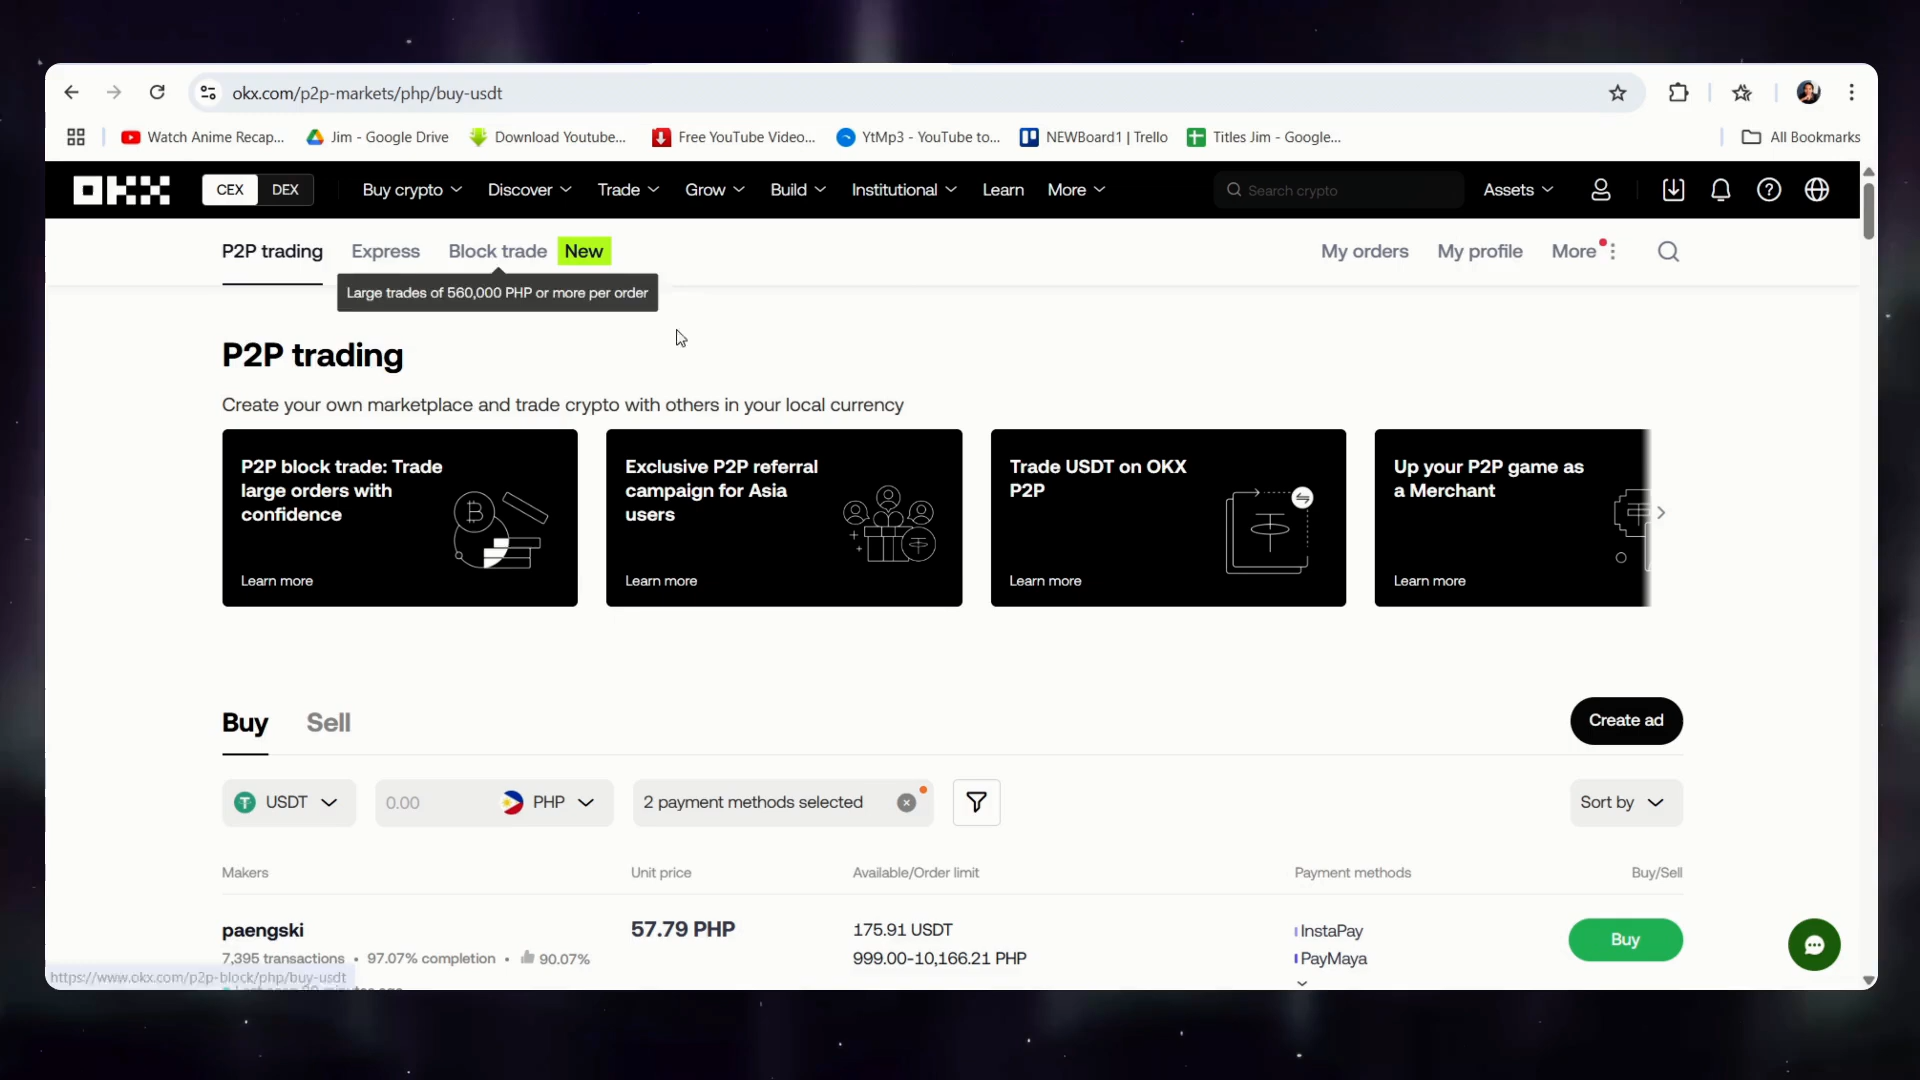 okx.com/p2p-markets/php/buy-usdt
Watch Anime Recap...
Jim - Google Drive
Download Youtube...
Free YouTube Video...
YtMp3 - YouTube to...
NEWBoard1 | Trello
Titles Jim - Google...
All Bookmarks
OKX
CEX
DEX
Buy crypto
Discover
Trade
Grow
Build
Institutional
Learn
More
Search crypto
Assets
P2P trading
Express
Block trade
New
My orders
My profile
More
Large trades of 560,000 PHP or more per order
P2P trading
Create your own marketplace and trade crypto with others in your local currency
P2P block trade: Trade
large orders with
confidence
Learn more
Exclusive P2P referral
campaign for Asia
users
Learn more
Trade USDT on OKX
P2P
Learn more
Up your P2P game as
a Merchant
Learn more
Buy
Sell
Create ad
USDT
0.00
PHP
2 payment methods selected
Sort by
Makers
Unit price
Available/Order limit
Payment methods
Buy/Sell
paengski
57.79 PHP
175.91 USDT
InstaPay
Buy
7,395 transactions • 97.07% completion • 90.07%
999.00-10,166.21 PHP
PayMaya
https://www.okx.com/p2p-block/php/buy-usdt